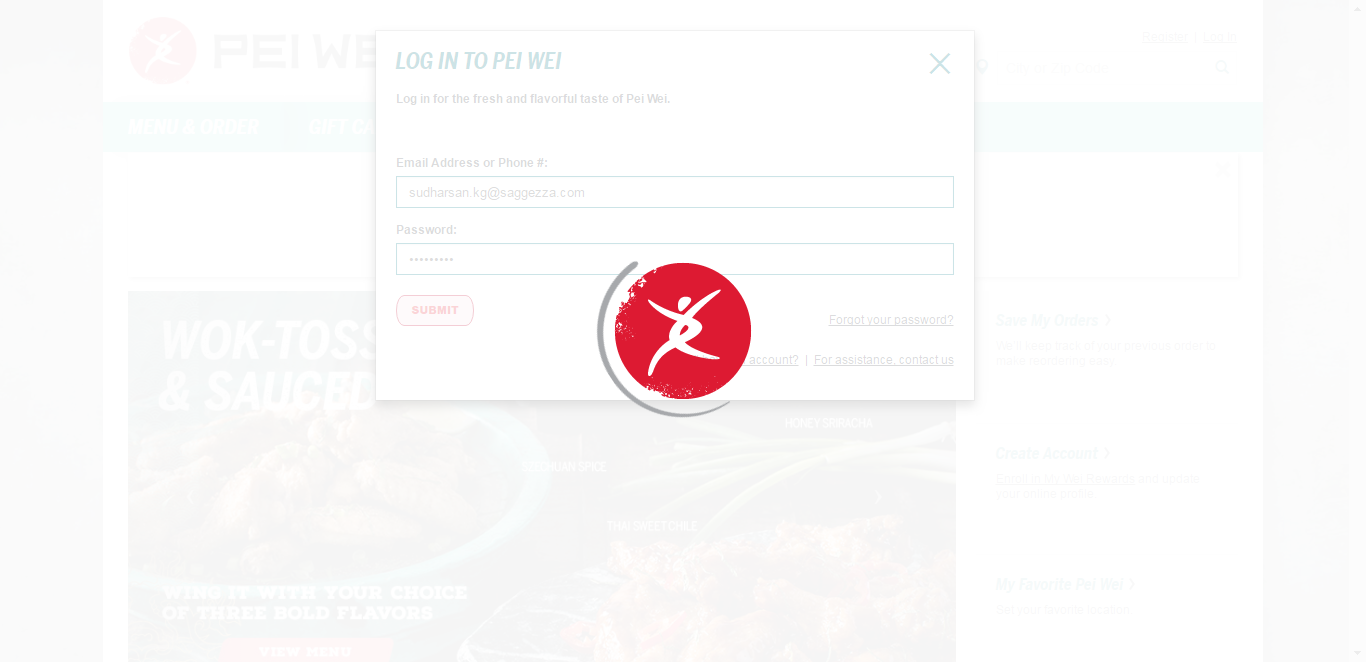 PEI WE
Register | Log In
LOG IN TO PEI WEI
Log in for the fresh and flavorful taste of Pei Wei.
MENU & ORDER
GIFT CA
Email Address or Phone #:
sudharsan.kg@saggezza.com
Password:
•••••••••
SUBMIT
Forgot your password?
account? | For assistance, contact us
WOK-TOSS
& SAUCED
HONEY SRIRACHA
SZECHUAN SPICE
THAI SWEET CHILE
WING IT WITH YOUR CHOICE
OF THREE BOLD FLAVORS
VIEW MENU
Save My Orders >
We'll keep track of your previous order to
make reordering easy.
Create Account >
Enroll in My Wei Rewards and update
your online profile.
My Favorite Pei Wei >
Set your favorite location